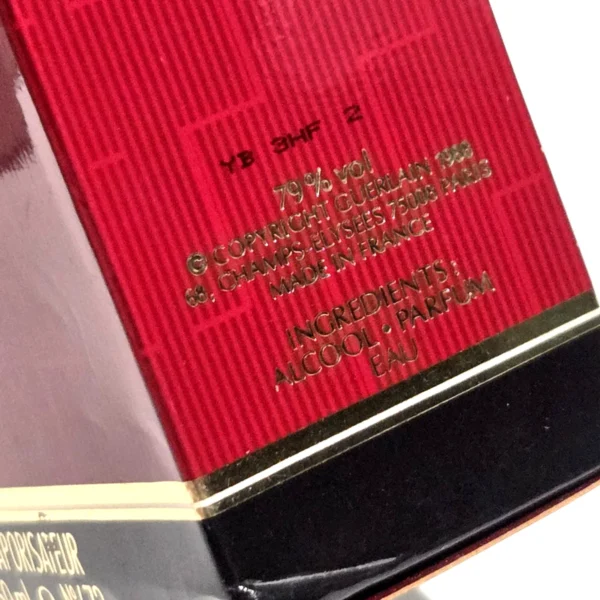 YB 3HF 2
79% vol
© COPYRIGHT GUERLAIN 1988
68, CHAMPS-ELYSEES 75008 PARIS
MADE IN FRANCE
INGREDIENTS :
ALCOOL • PARFUM
EAU
APORISATEUR